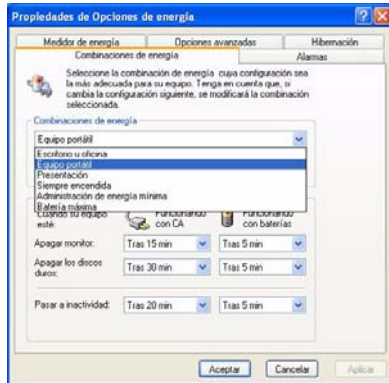 Propiedades de Opciones de energía
Medidor de energía
Opciones avanzadas
Hibernación
Combinaciones de energía
Alarmas
Seleccione la combinación de energía cuya configuración sea
la más adecuada para su equipo. Tenga en cuenta que, si
cambia la configuración siguiente, se modificará la combinación
seleccionada.
Combinaciones de energía
Equipo portátil
Escritorio u oficina
Equipo portátil
Presentación
Siempre encendida
Administración de energía mínima
Batería máxima
Cuando su equipo
esté:
Funcionando
con CA
Funcionando
con baterías
Apagar monitor:
Tras 15 min
Tras 5 min
Apagar los discos
duros:
Tras 30 min
Tras 5 min
Pasar a inactividad:
Tras 20 min
Tras 5 min
Aceptar
Cancelar
Aplicar